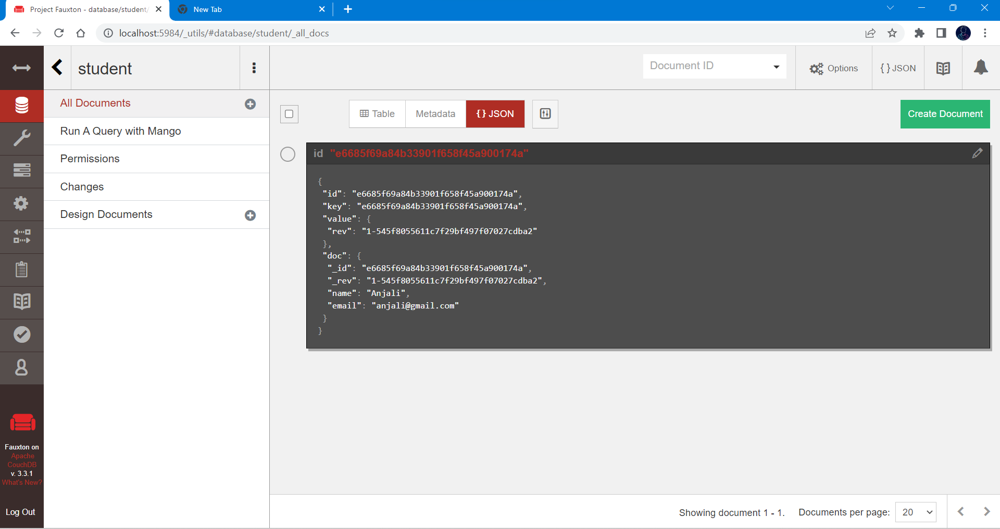 Project Fauxton - database/student/
New Tab
localhost:5984/_utils/#database/student/_all_docs
student
Document ID
Options
{ } JSON
All Documents
Run A Query with Mango
Permissions
Changes
Design Documents
Table
Metadata
{ } JSON
Create Document
id "e6685f69a84b33901f658f45a900174a"
{
"id": "e6685f69a84b33901f658f45a900174a",
"key": "e6685f69a84b33901f658f45a900174a",
"value": {
"rev": "1-545f8055611c7f29bf497f07027cdba2"
},
"doc": {
"_id": "e6685f69a84b33901f658f45a900174a",
"_rev": "1-545f8055611c7f29bf497f07027cdba2",
"name": "Anjali",
"email": "anjali@gmail.com"
}
}
Fauxton on
Apache
CouchDB
v. 3.3.1
What's New?
Log Out
Showing document 1 - 1.
Documents per page: 20